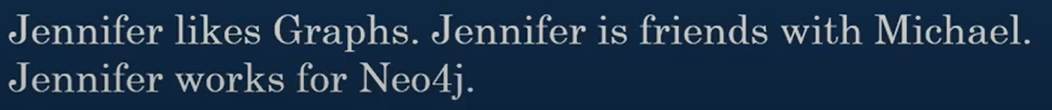 Jennifer likes Graphs. Jennifer is friends with Michael.
Jennifer works for Neo4j.